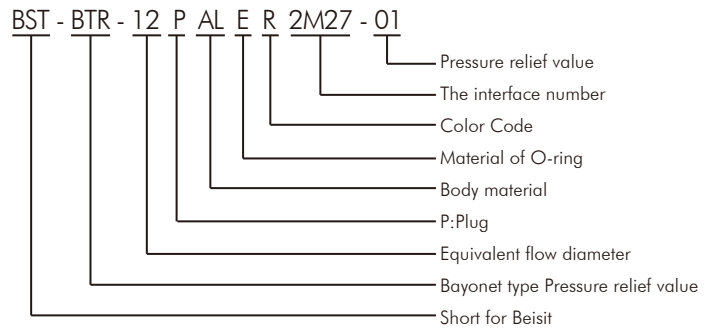 BST - BTR - 12 P AL E R 2M27 - 01
Pressure relief value
The interface number
Color Code
Material of O-ring
Body material
P:Plug
Equivalent flow diameter
Bayonet type Pressure relief value
Short for Beisit